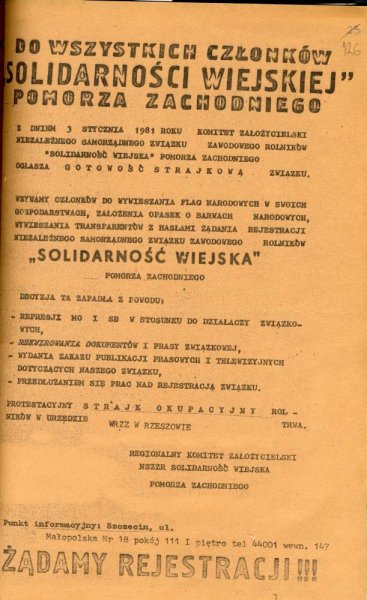 25
126
DO WSZYSTKICH CZŁONKÓW
„SOLIDARNOŚCI WIEJSKIEJ”
POMORZA ZACHODNIEGO
Z DNIEM 3 STYCZNIA 1981 ROKU KOMITET ZAŁOŻYCIELSKI
NIEZALEŻNEGO SAMORZĄDNEGO ZWIĄZKU ZAWODOWEGO ROLNIKÓW
"SOLIDARNOŚĆ WIEJSKA" POMORZA ZACHODNIEGO
OGŁASZA GOTOWOŚĆ STRAJKOWĄ ZWIĄZKU.
WZYWAMY CZŁONKÓW DO WYWIESZANIA FLAG NARODOWYCH W SWOICH
GOSPODARSTWACH, ZAŁOŻENIA OPASEK O BARWACH NARODOWYCH,
WYWIESZANIA TRANSPARENTÓW Z HASŁAMI ŻĄDANIA REJESTRACJI
NIEZALEŻNEGO SAMORZĄDNEGO ZWIĄZKU ZAWODOWEGO ROLNIKÓW
„SOLIDARNOŚĆ WIEJSKA”
POMORZA ZACHODNIEGO
DECYZJA TA ZAPADŁA Z POWODU:
- REPRESJI MO I SB W STOSUNKU DO DZIAŁACZY ZWIĄZKO-
WYCH,
- REKWIROWANIA DOKUMENTÓW I PRASY ZWIĄZKOWEJ,
- WYDANIA ZAKAZU PUBLIKACJI PRASOWYCH I TELEWIZYJNYCH
DOTYCZĄCYCH NASZEGO ZWIĄZKU,
- PRZEDŁUŻANIEM SIĘ PRAC NAD REJESTRACJĄ ZWIĄZKU.
PROTESTACYJNY STRAJK OKUPACYJNY ROL-
NIKÓW W URZĘDZIE WRZZ W RZESZOWIE TRWA.
REGIONALNY KOMITET ZAŁOŻYCIELSKI
NSZZR SOLIDARNOŚĆ WIEJSKA
POMORZA ZACHODNIEGO
Punkt informacyjny: Szczecin, ul.
Małopolska Nr 18 pokój 111 I piętro tel 44001 wewn. 147
ŻĄDAMY REJESTRACJI!!!